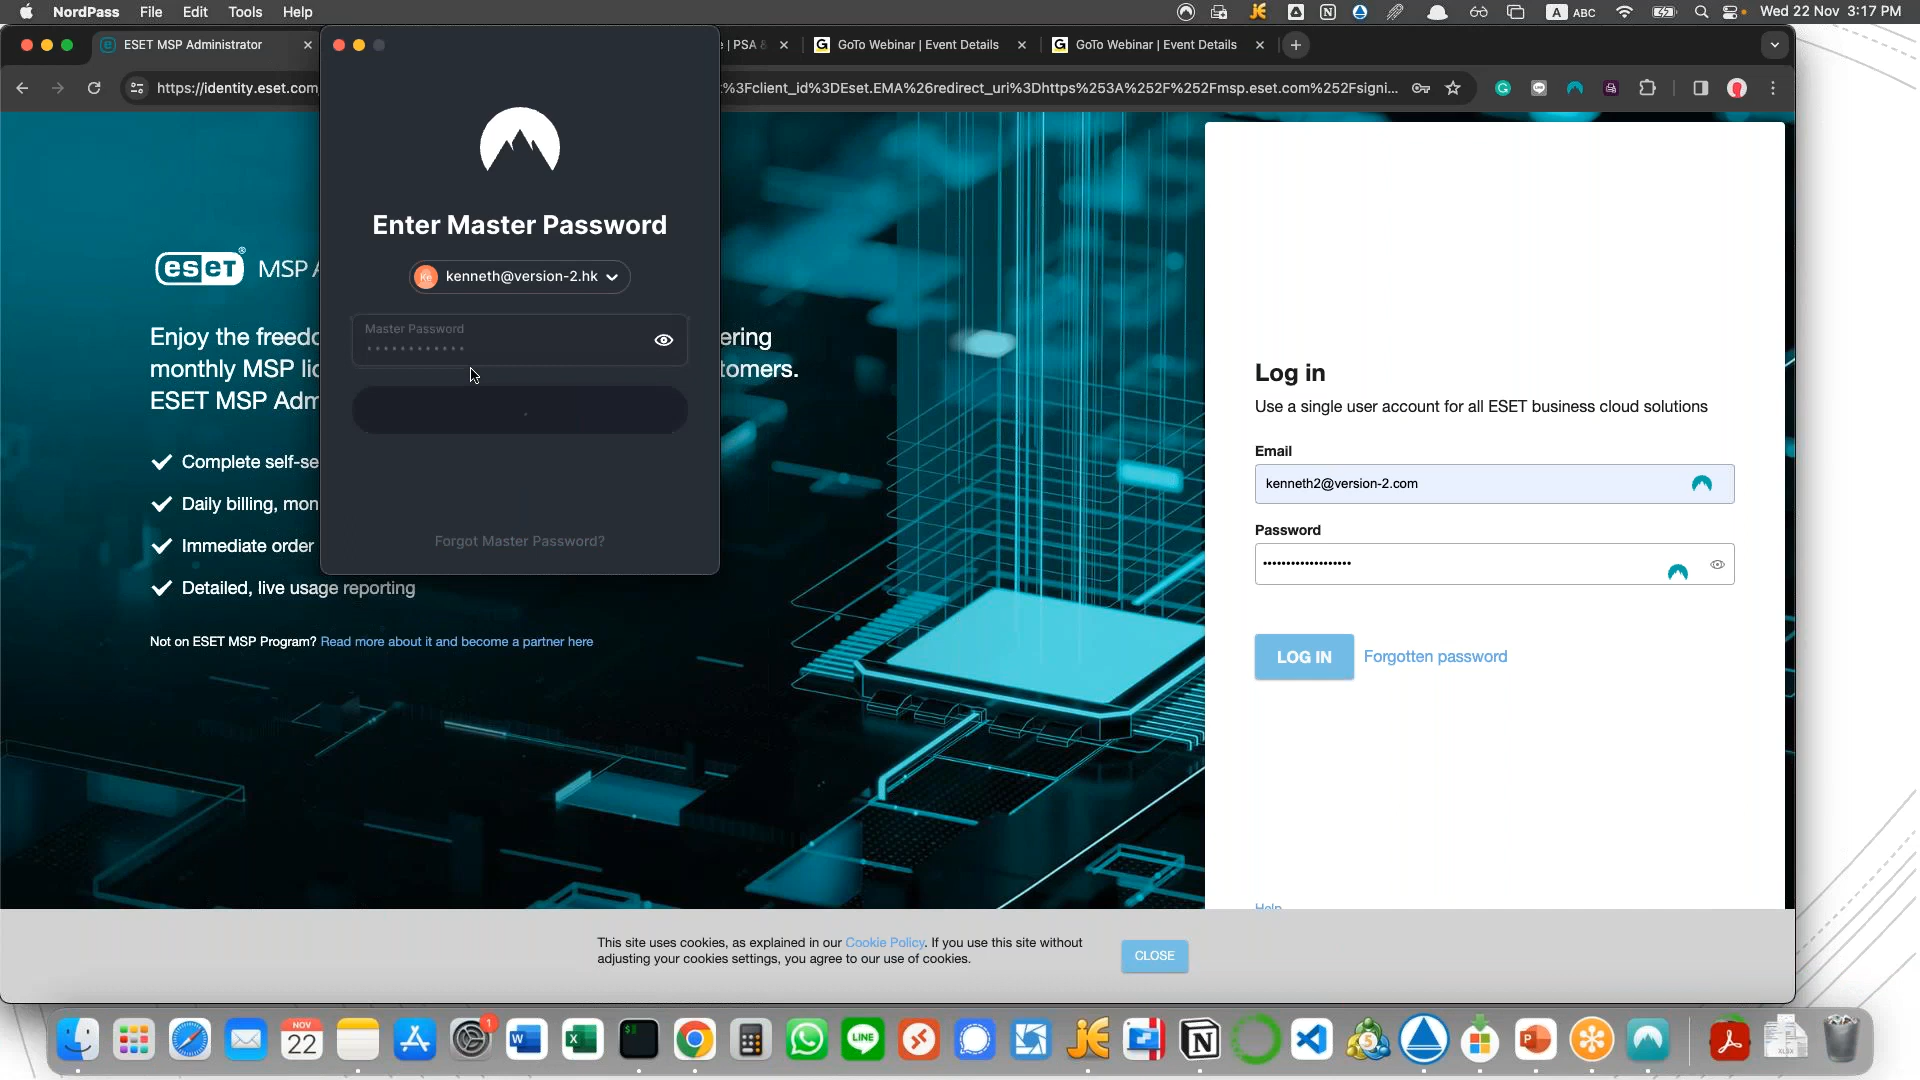 NordPass File Edit Tools Help
A ABC Wed 22 Nov 3:17 PM
ESET MSP Administrator
e | PSA &
G GoTo Webinar | Event Details
G GoTo Webinar | Event Details
https://identity.eset.com
%3Fclient_id%3DEset.EMA%26redirect_uri%3Dhttps%253A%252F%252Fmsp.eset.com%252Fsigni...
Enter Master Password
Ke kenneth@version-2.hk
Master Password
Forgot Master Password?
eseT® MSP A
Enjoy the freedo
ering
monthly MSP lic
tomers.
ESET MSP Adm
Complete self-se
Daily billing, mon
Immediate order
Detailed, live usage reporting
Not on ESET MSP Program? Read more about it and become a partner here
Log in
Use a single user account for all ESET business cloud solutions
Email
kenneth2@version-2.com
Password
LOG IN Forgotten password
Help
This site uses cookies, as explained in our Cookie Policy. If you use this site without
adjusting your cookies settings, you agree to our use of cookies.
CLOSE
NOV
22
1
W
X
$
LINE
N
5
P
XLSX